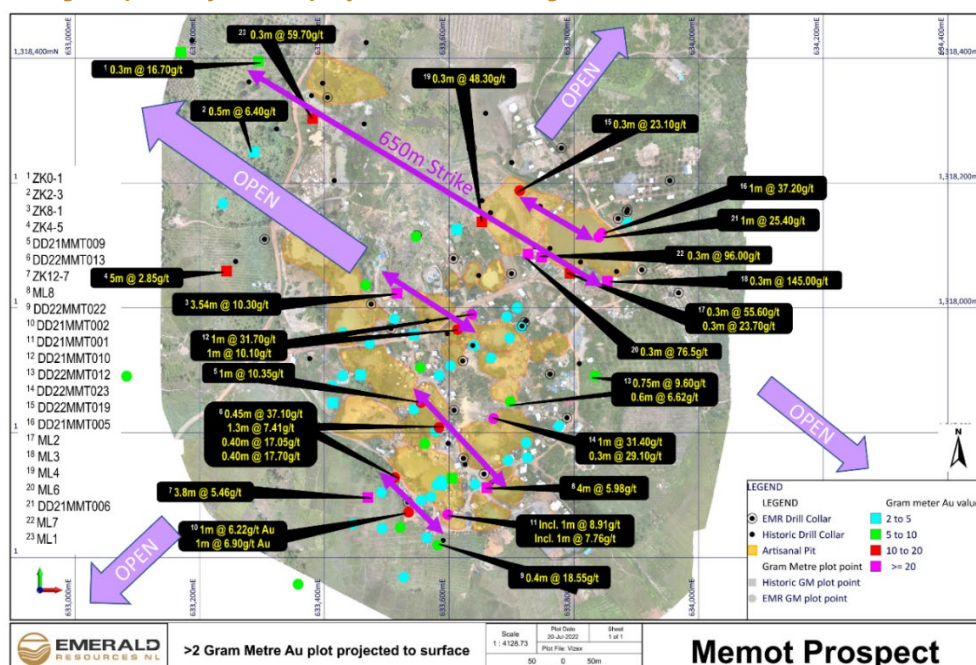 1,318,400mN
633,000mE
633,400mE
633,600mE
634,000mE
634,200mE
1,318,400mN
²³ 0.3m @ 59.70g/t
¹ 0.3m @ 16.70g/t
¹⁹ 0.3m @ 48.30g/t
OPEN
² 0.5m @ 6.40g/t
¹⁵ 0.3m @ 23.10g/t
650m Strike
OPEN
1,318,200mN
¹⁶ 1m @ 37.20g/t
²¹ 1m @ 25.40g/t
²² 0.3m @ 96.00g/t
¹⁸ 0.3m @ 145.00g/t
⁴ 5m @ 2.85g/t
³ 3.54m @ 10.30g/t
1,318,000mN
¹⁷ 0.3m @ 55.60g/t
0.3m @ 23.70g/t
¹² 1m @ 31.70g/t
1m @ 10.10g/t
²⁰ 0.3m @ 76.5g/t
⁵ 1m @ 10.35g/t
¹³ 0.75m @ 9.60g/t
0.6m @ 6.62g/t
OPEN
⁶ 0.45m @ 37.10g/t
1.3m @ 7.41g/t
0.40m @ 17.05g/t
0.40m @ 17.70g/t
¹⁴ 1m @ 31.40g/t
0.3m @ 29.10g/t
⁷ 3.8m @ 5.46g/t
⁸ 4m @ 5.98g/t
¹⁰ 1m @ 6.22g/t Au
1m @ 6.90g/t Au
¹¹ Incl. 1m @ 8.91g/t
Incl. 1m @ 7.76g/t
OPEN
⁹ 0.4m @ 18.55g/t
¹ ZK0-1
² ZK2-3
³ ZK8-1
⁴ ZK4-5
⁵ DD21MMT009
⁶ DD22MMT013
⁷ ZK12-7
⁸ ML8
⁹ DD22MMT022
¹⁰ DD21MMT002
¹¹ DD21MMT001
¹² DD21MMT010
¹³ DD22MMT012
¹⁴ DD22MMT023
¹⁵ DD22MMT019
¹⁶ DD21MMT005
¹⁷ ML2
¹⁸ ML3
¹⁹ ML4
²⁰ ML6
²¹ DD21MMT006
²² ML7
²³ ML1
633,000mE
633,200mE
633,400mE
633,600mE
633,800mE
634,000mE
N
LEGEND
LEGEND
EMR Drill Collar
Historic Drill Collar
Artisanal Pit
Gram Metre plot point
Historic GM plot point
EMR GM plot point
Gram meter Au value
2 to 5
5 to 10
10 to 20
>= 20
EMERALD
RESOURCES NL
>2 Gram Metre Au plot projected to surface
Scale
1 : 4128.73
Plot Date
20-Jul-2022
Sheet
1 of 1
Plot File: Vizex
50 0 50m
Memot Prospect